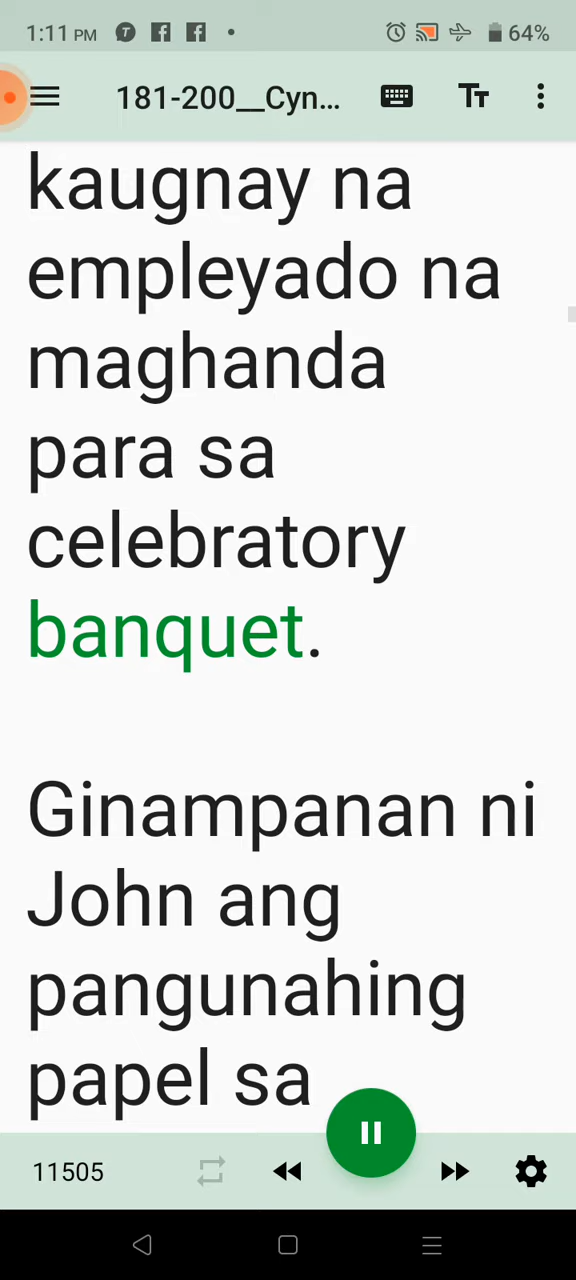 1:11 PM 64%
181-200__Cyn... TT
kaugnay na
empleyado na
maghanda
para sa
celebratory
banquet.
Ginampanan ni
John ang
pangunahing
papel sa
11505